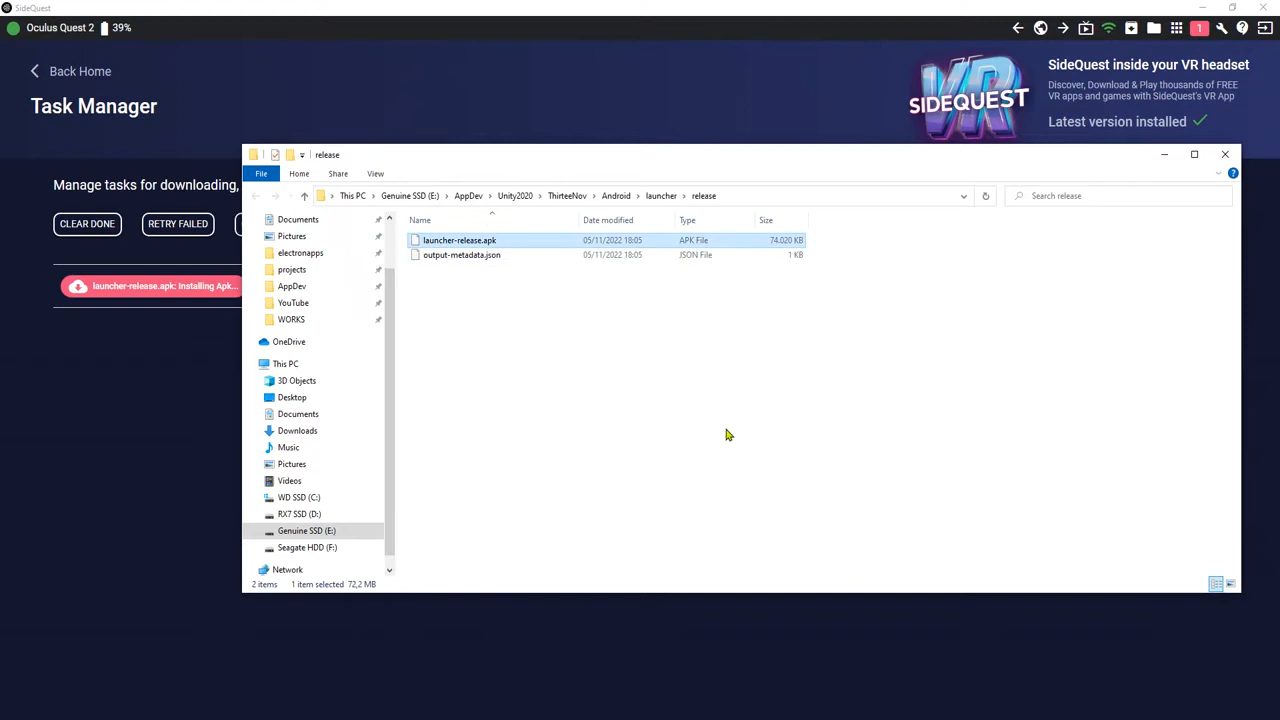 SideQuest
Oculus Quest 2 39%
1
Back Home
Task Manager
VR
SIDEQUEST
SideQuest inside your VR headset
Discover, Download & Play thousands of FREE
VR apps and games with SideQuest's VR App
Latest version installed
Manage tasks for downloading,
CLEAR DONE
RETRY FAILED
launcher-release.apk: Installing Apk...
release
File Home Share View
This PC > Genuine SSD (E:) > AppDev > Unity2020 > ThirteeNov > Android > launcher > release
Search release
Name Date modified Type Size
launcher-release.apk 05/11/2022 18:05 APK File 74.020 KB
output-metadata.json 05/11/2022 18:05 JSON File 1 KB
Documents
Pictures
electronapps
projects
AppDev
YouTube
WORKS
OneDrive
This PC
3D Objects
Desktop
Documents
Downloads
Music
Pictures
Videos
WD SSD (C:)
RX7 SSD (D:)
Genuine SSD (E:)
Seagate HDD (F:)
Network
2 items 1 item selected 72,2 MB